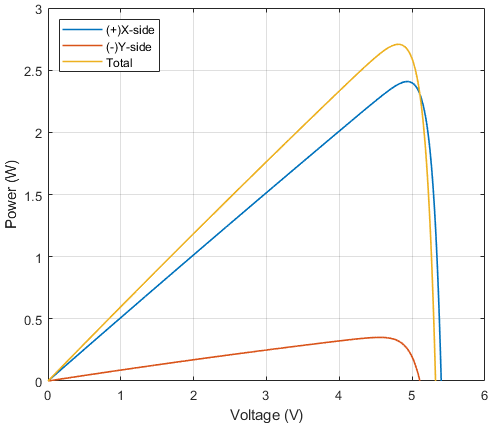 3
2.5
2
1.5
1
0.5
0
Power (W)
(+)X-side
(-)Y-side
Total
0 1 2 3 4 5 6
Voltage (V)